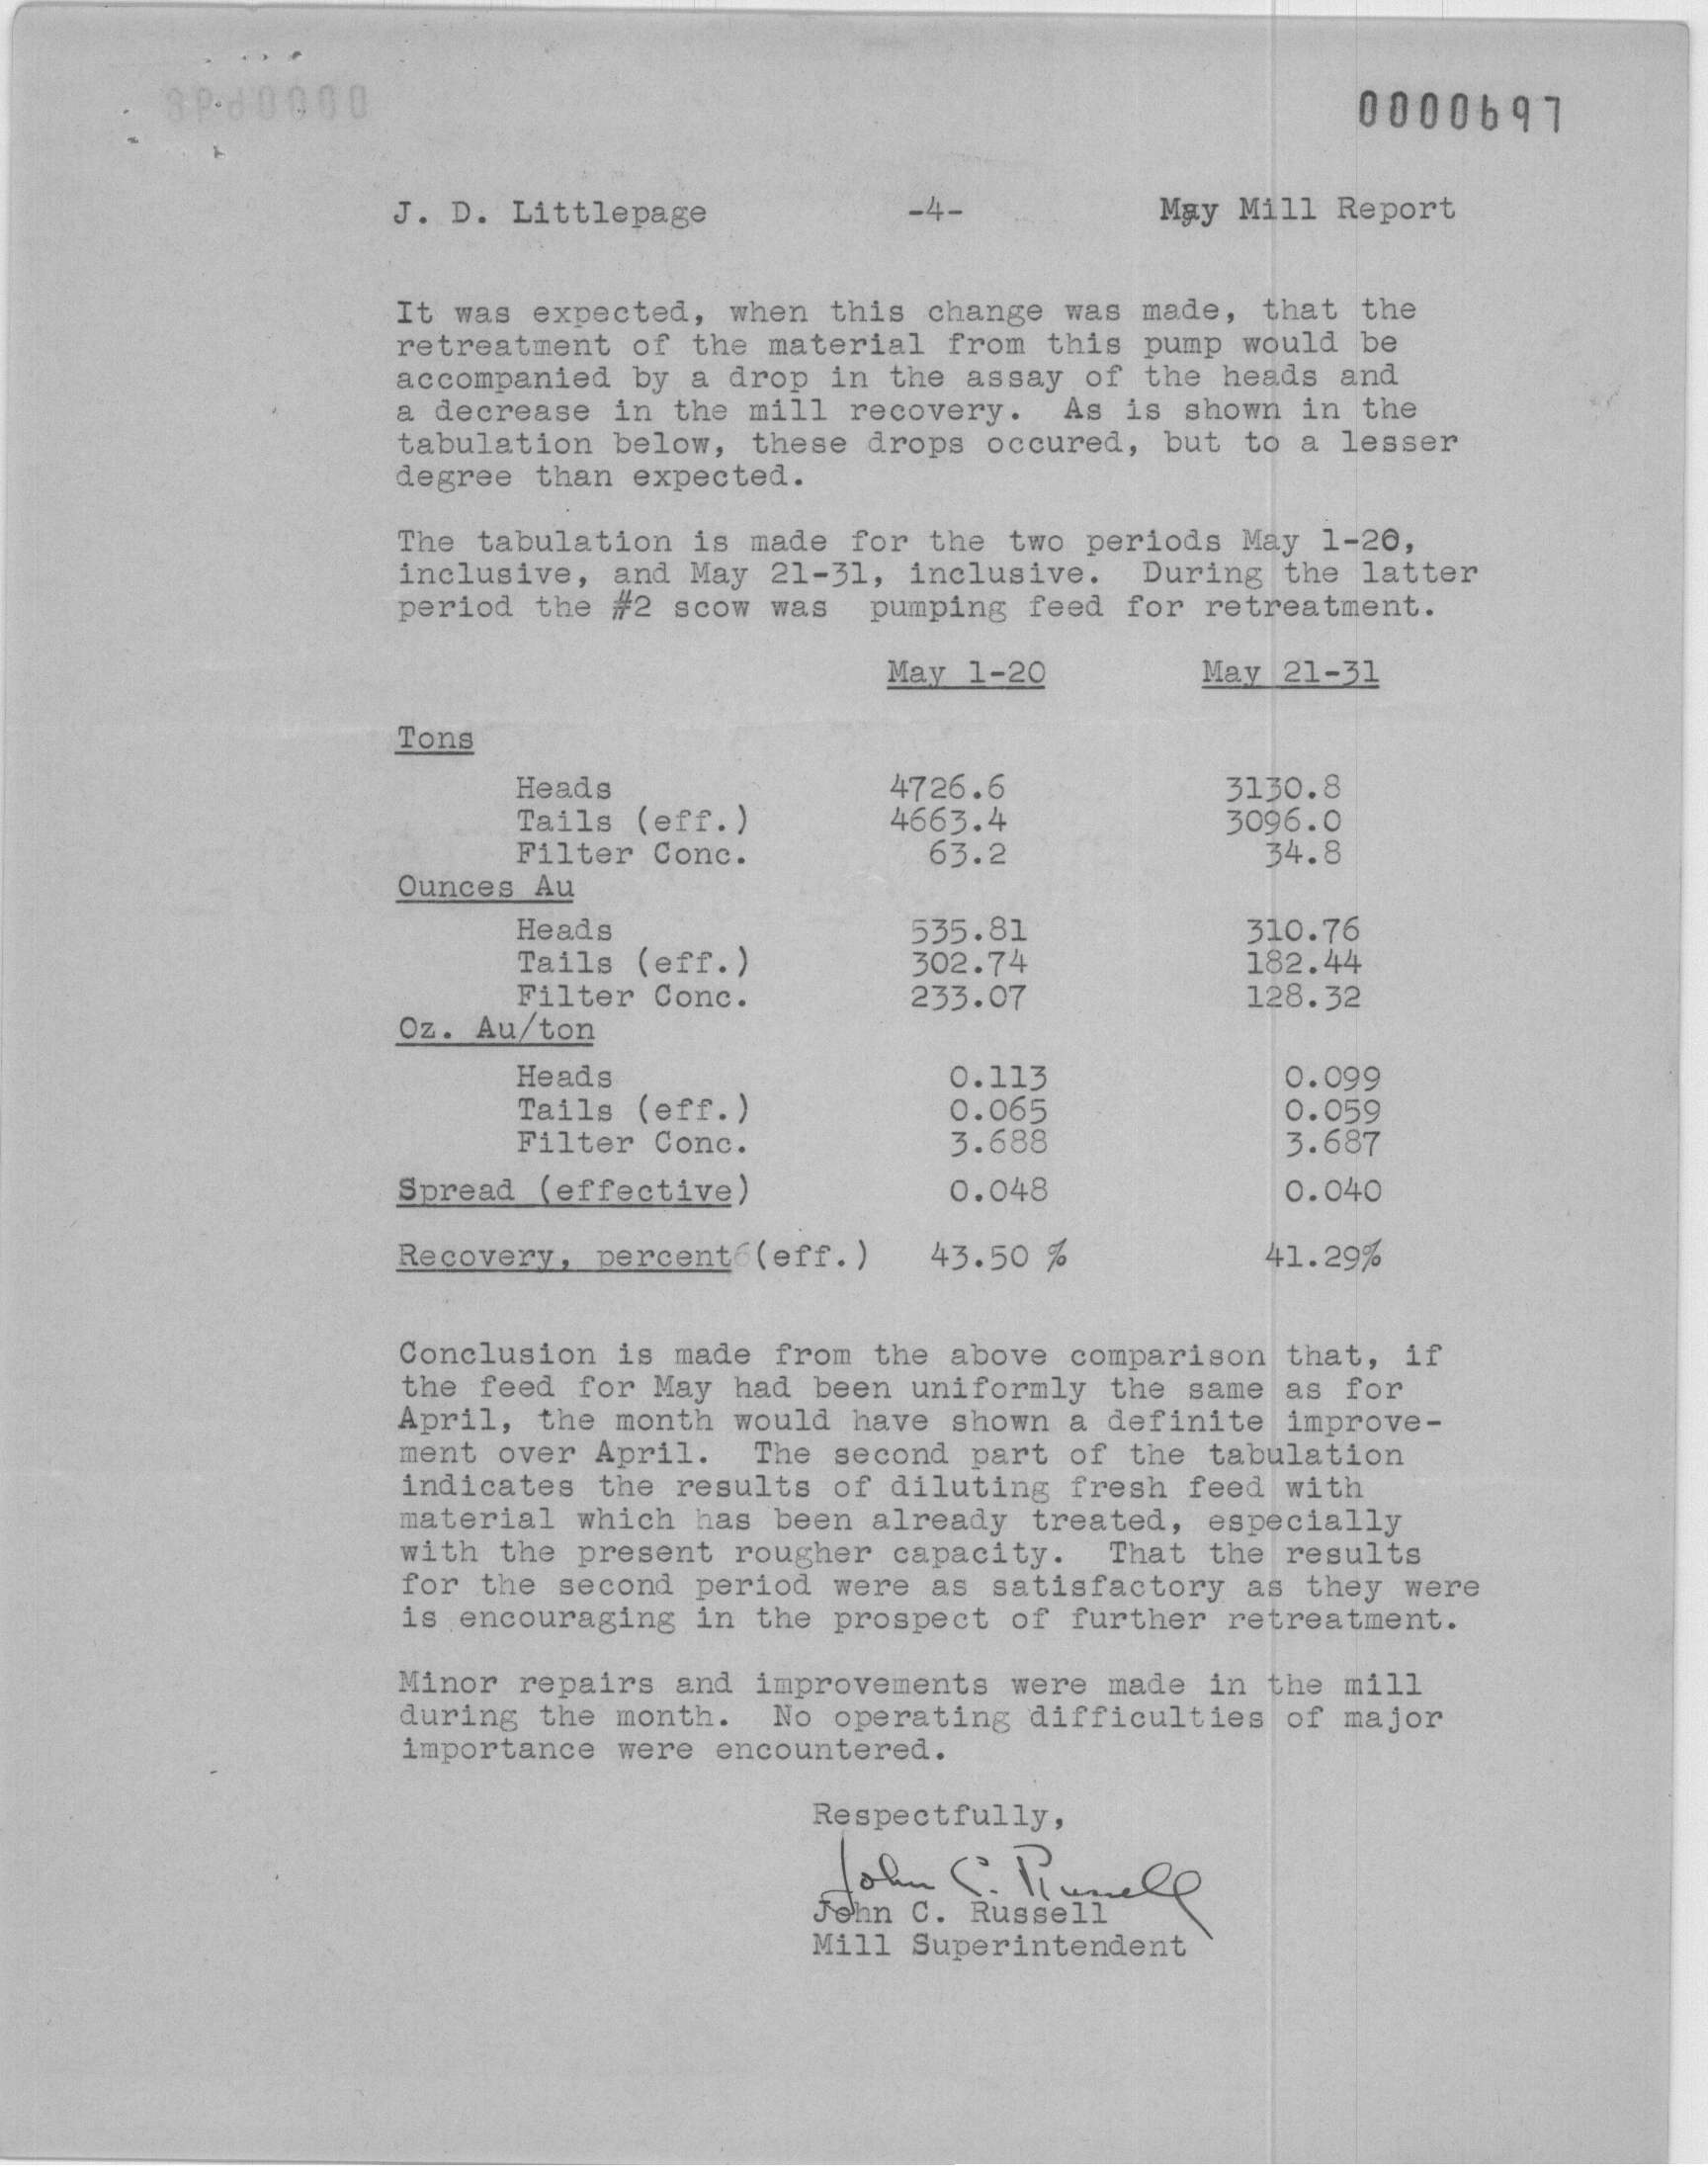 0000697
J. D. Littlepage -4- May Mill Report
It was expected, when this change was made, that the
retreatment of the material from this pump would be
accompanied by a drop in the assay of the heads and
a decrease in the mill recovery. As is shown in the
tabulation below, these drops occured, but to a lesser
degree than expected.
The tabulation is made for the two periods May 1-20,
inclusive, and May 21-31, inclusive. During the latter
period the #2 scow was pumping feed for retreatment.
May 1-20 May 21-31
Tons
Heads 4726.6 3130.8
Tails (eff.) 4663.4 3096.0
Filter Conc. 63.2 34.8
Ounces Au
Heads 535.81 310.76
Tails (eff.) 302.74 182.44
Filter Conc. 233.07 128.32
Oz. Au/ton
Heads 0.113 0.099
Tails (eff.) 0.065 0.059
Filter Conc. 3.688 3.687
Spread (effective) 0.048 0.040
Recovery, percent (eff.) 43.50 % 41.29%
Conclusion is made from the above comparison that, if
the feed for May had been uniformly the same as for
April, the month would have shown a definite improve-
ment over April. The second part of the tabulation
indicates the results of diluting fresh feed with
material which has been already treated, especially
with the present rougher capacity. That the results
for the second period were as satisfactory as they were
is encouraging in the prospect of further retreatment.
Minor repairs and improvements were made in the mill
during the month. No operating difficulties of major
importance were encountered.
Respectfully,
John C. Russell
John C. Russell
Mill Superintendent